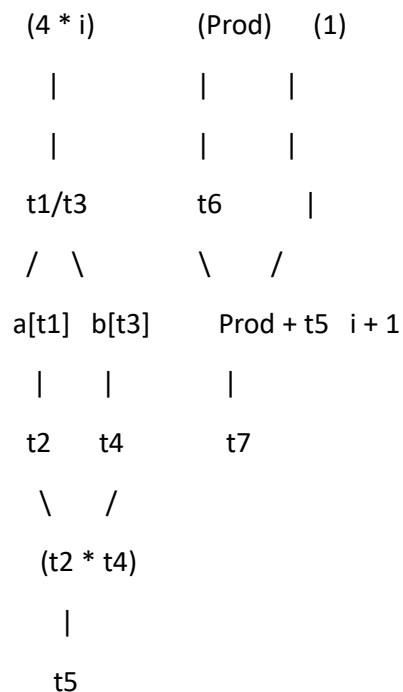 (4 * i) (Prod) (1)
| | |
| | |
t1/t3 t6 |
/ \ \ /
a[t1] b[t3] Prod + t5 i + 1
| | |
t2 t4 t7
\ /
(t2 * t4)
|
t5